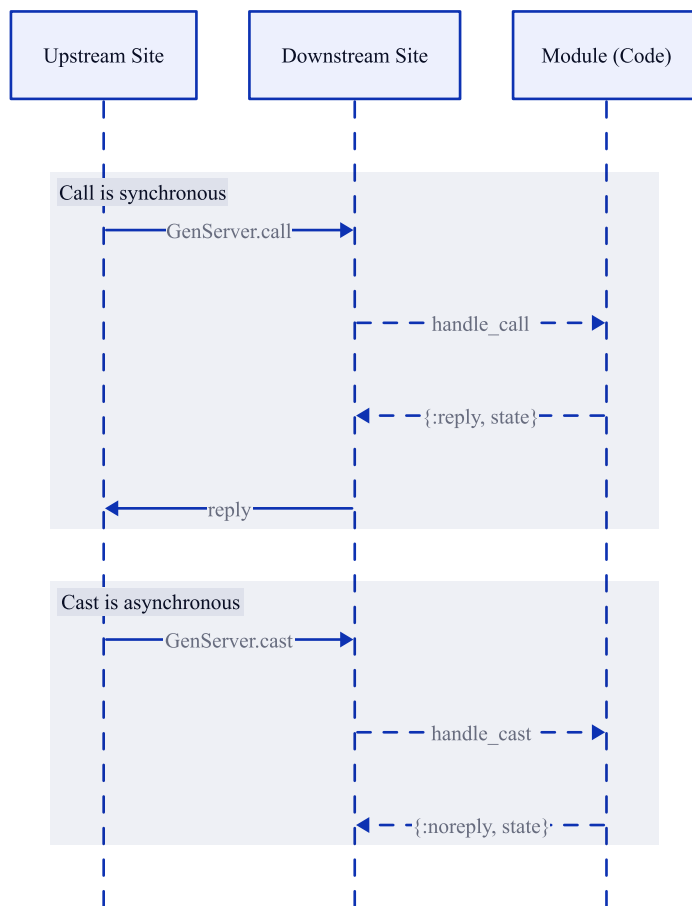 Upstream Site
Downstream Site
Module (Code)
Call is synchronous
GenServer.call
handle_call
{:reply, state}
reply
Cast is asynchronous
GenServer.cast
handle_cast
{:noreply, state}